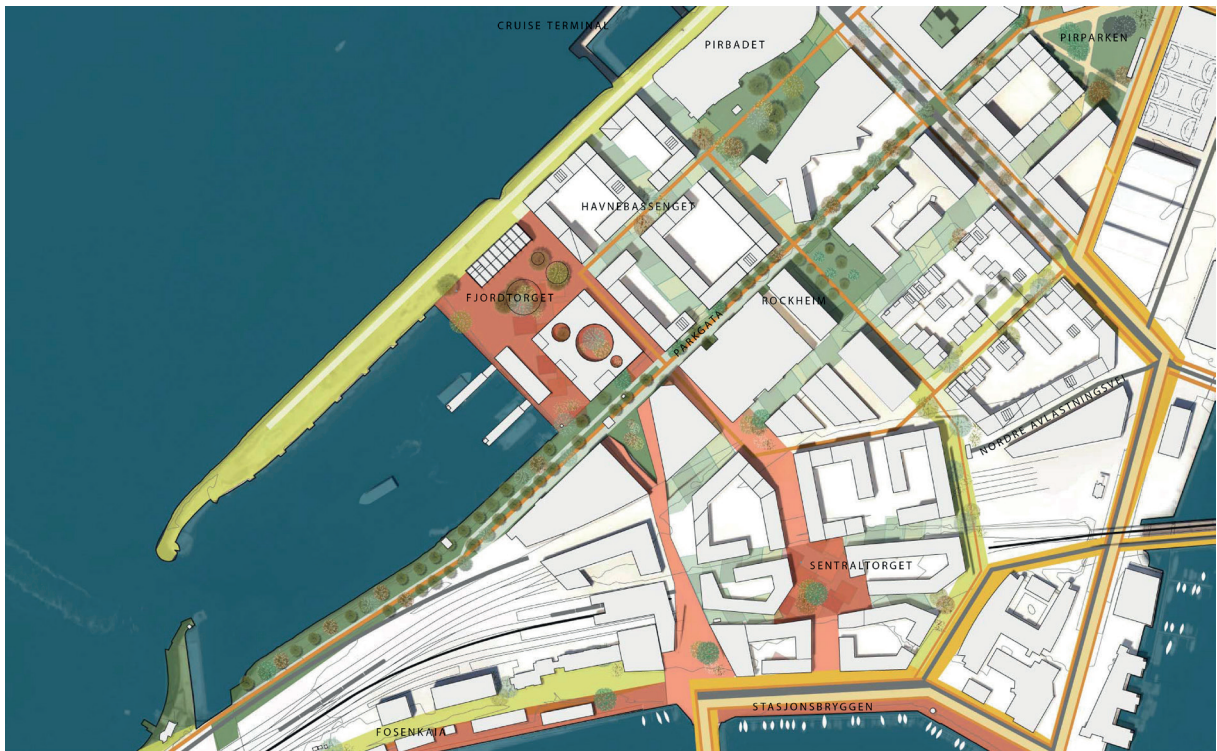 CRUISE TERMINAL
PIRBADET
PIRPARKEN
HAVNEBASSENGET
FJORDTORGET
ROCKHEIM
PARKGATA
NORDRE AVLASTNINGSVEI
SENTRALTORGET
STASJONSBRYGGEN
FOSENKAIA